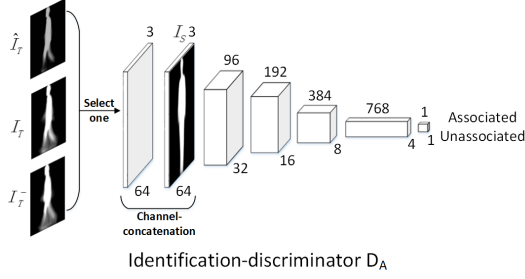 Î_T
I_T
I_T^-
Select
one
3
64
I_S 3
64
Channel-
concatenation
96
32
192
16
384
8
768
4
1
1
Associated
Unassociated
Identification-discriminator D_A